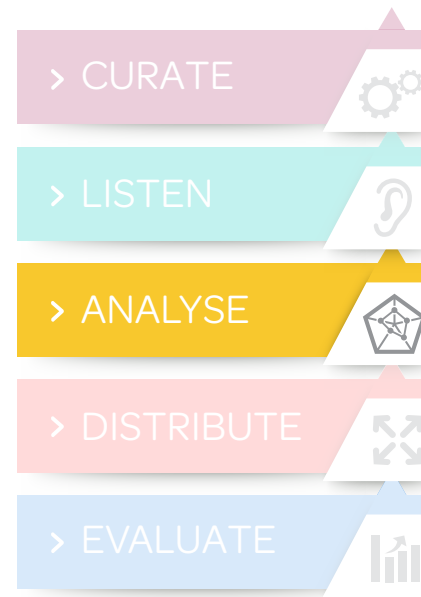 > CURATE
> LISTEN
> ANALYSE
> DISTRIBUTE
> EVALUATE